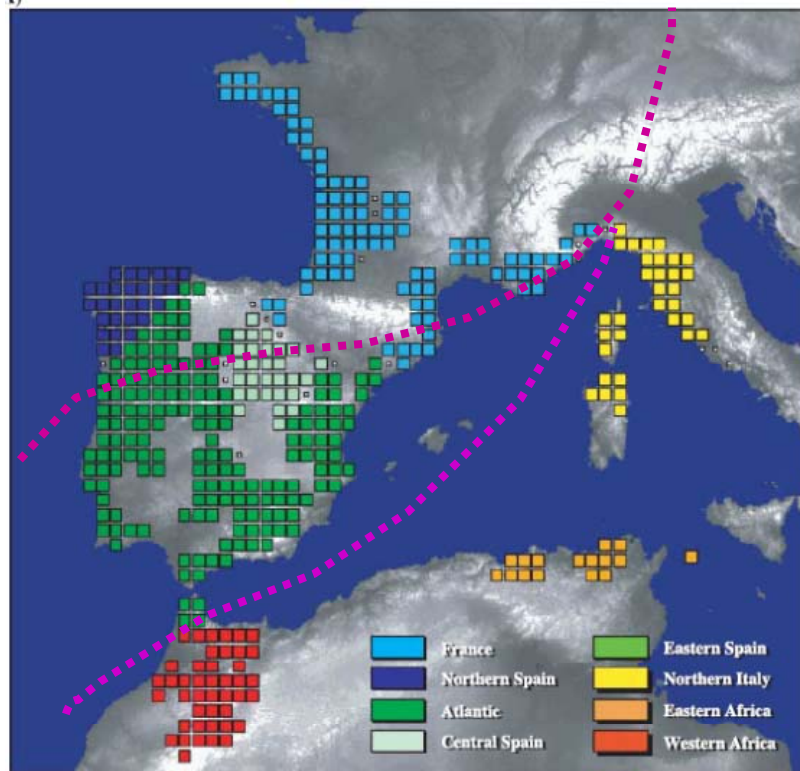 France
Northern Spain
Atlantic
Central Spain
Eastern Spain
Northern Italy
Eastern Africa
Western Africa